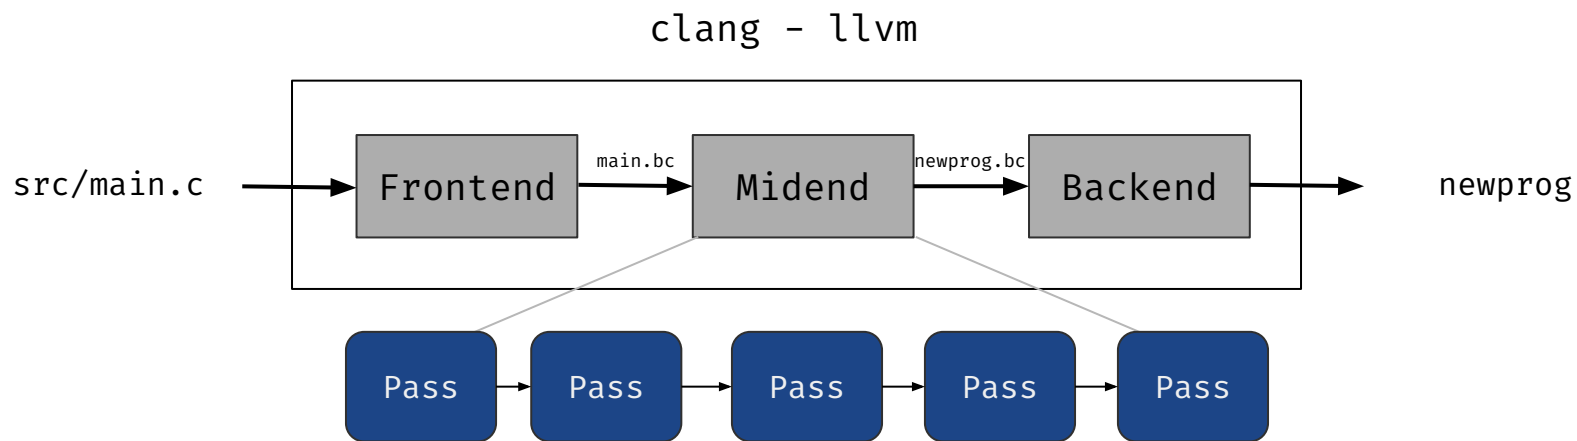 clang - llvm
src/main.c
Frontend
main.bc
Midend
newprog.bc
Backend
newprog
Pass
Pass
Pass
Pass
Pass